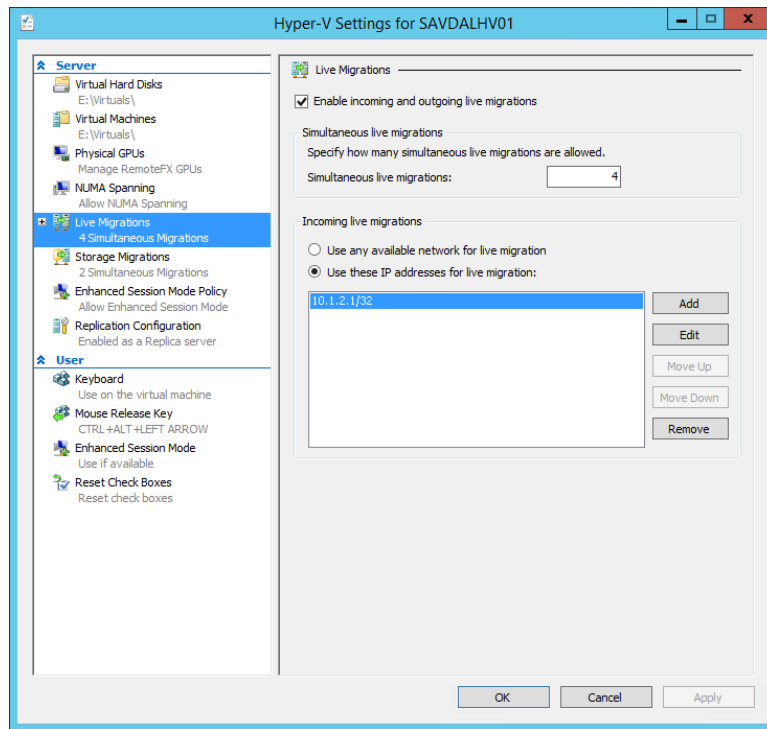 Hyper-V Settings for SAVDALHV01
Server
Virtual Hard Disks
E:\Virtuals\
Virtual Machines
E:\Virtuals\
Physical GPUs
Manage RemoteFX GPUs
NUMA Spanning
Allow NUMA Spanning
Live Migrations
4 Simultaneous Migrations
Storage Migrations
2 Simultaneous Migrations
Enhanced Session Mode Policy
Allow Enhanced Session Mode
Replication Configuration
Enabled as a Replica server
User
Keyboard
Use on the virtual machine
Mouse Release Key
CTRL+ALT+LEFT ARROW
Enhanced Session Mode
Use if available
Reset Check Boxes
Reset check boxes
Live Migrations
Enable incoming and outgoing live migrations
Simultaneous live migrations
Specify how many simultaneous live migrations are allowed.
Simultaneous live migrations: 4
Incoming live migrations
Use any available network for live migration
Use these IP addresses for live migration:
10.1.2.1/32
Add
Edit
Move Up
Move Down
Remove
OK Cancel Apply